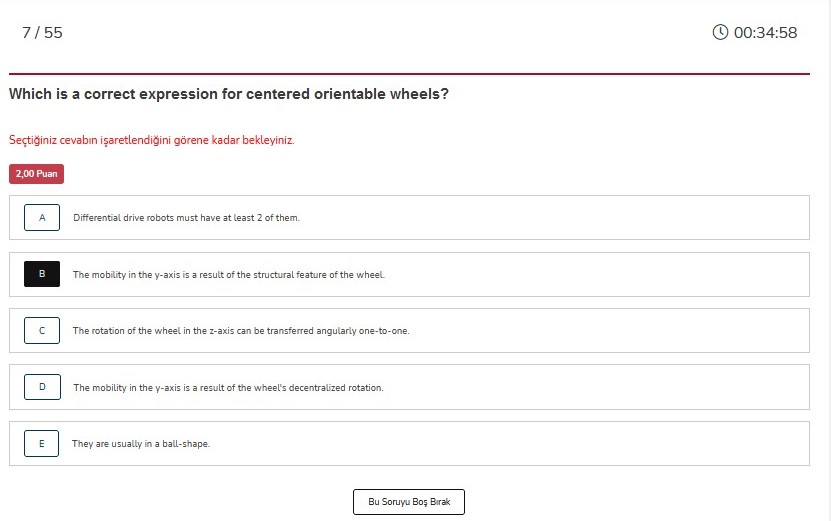 7 / 55
00:34:58
Which is a correct expression for centered orientable wheels?
Seçtiğiniz cevabın işaretlendiğini görene kadar bekleyiniz.
2,00 Puan
A Differential drive robots must have at least 2 of them.
B The mobility in the y-axis is a result of the structural feature of the wheel.
C The rotation of the wheel in the z-axis can be transferred angularly one-to-one.
D The mobility in the y-axis is a result of the wheel's decentralized rotation.
E They are usually in a ball-shape.
Bu Soruyu Boş Bırak